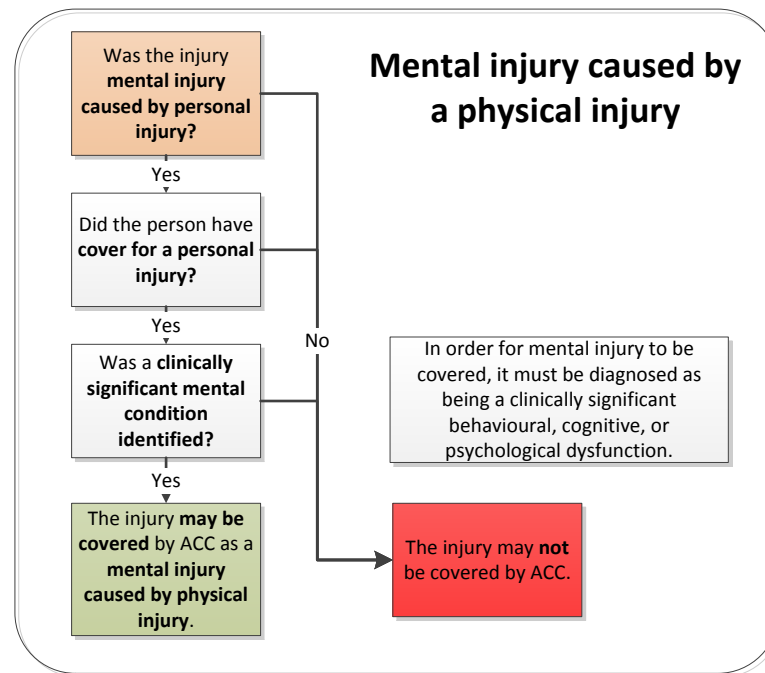 Mental injury caused by
a physical injury
Was the injury
mental injury
caused by personal
injury?
Yes
Did the person have
cover for a personal
injury?
Yes
No
Was a clinically
significant mental
condition
identified?
In order for mental injury to be
covered, it must be diagnosed as
being a clinically significant
behavioural, cognitive, or
psychological dysfunction.
Yes
The injury may be
covered by ACC as a
mental injury
caused by physical
injury.
The injury may not
be covered by ACC.